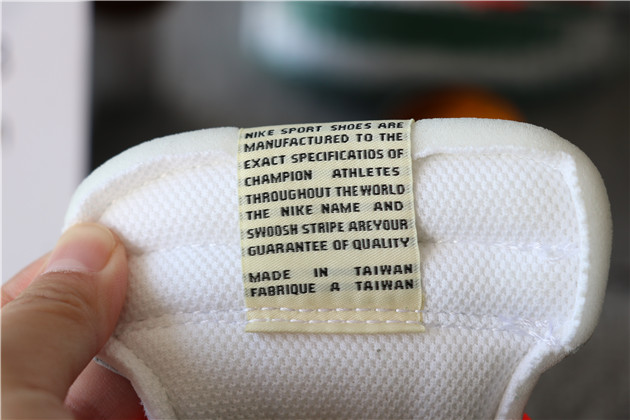 NIKE SPORT SHOES ARE
MANUFACTURED TO THE
EXACT SPECIFICATIOS OF
CHAMPION ATHLETES
THROUGHOUT THE WORLD
THE NIKE NAME AND
SWOOSH STRIPE AREYOUR
GUARANTEE OF QUALITY
MADE IN TAIWAN
FABRIQUE A TAIWAN